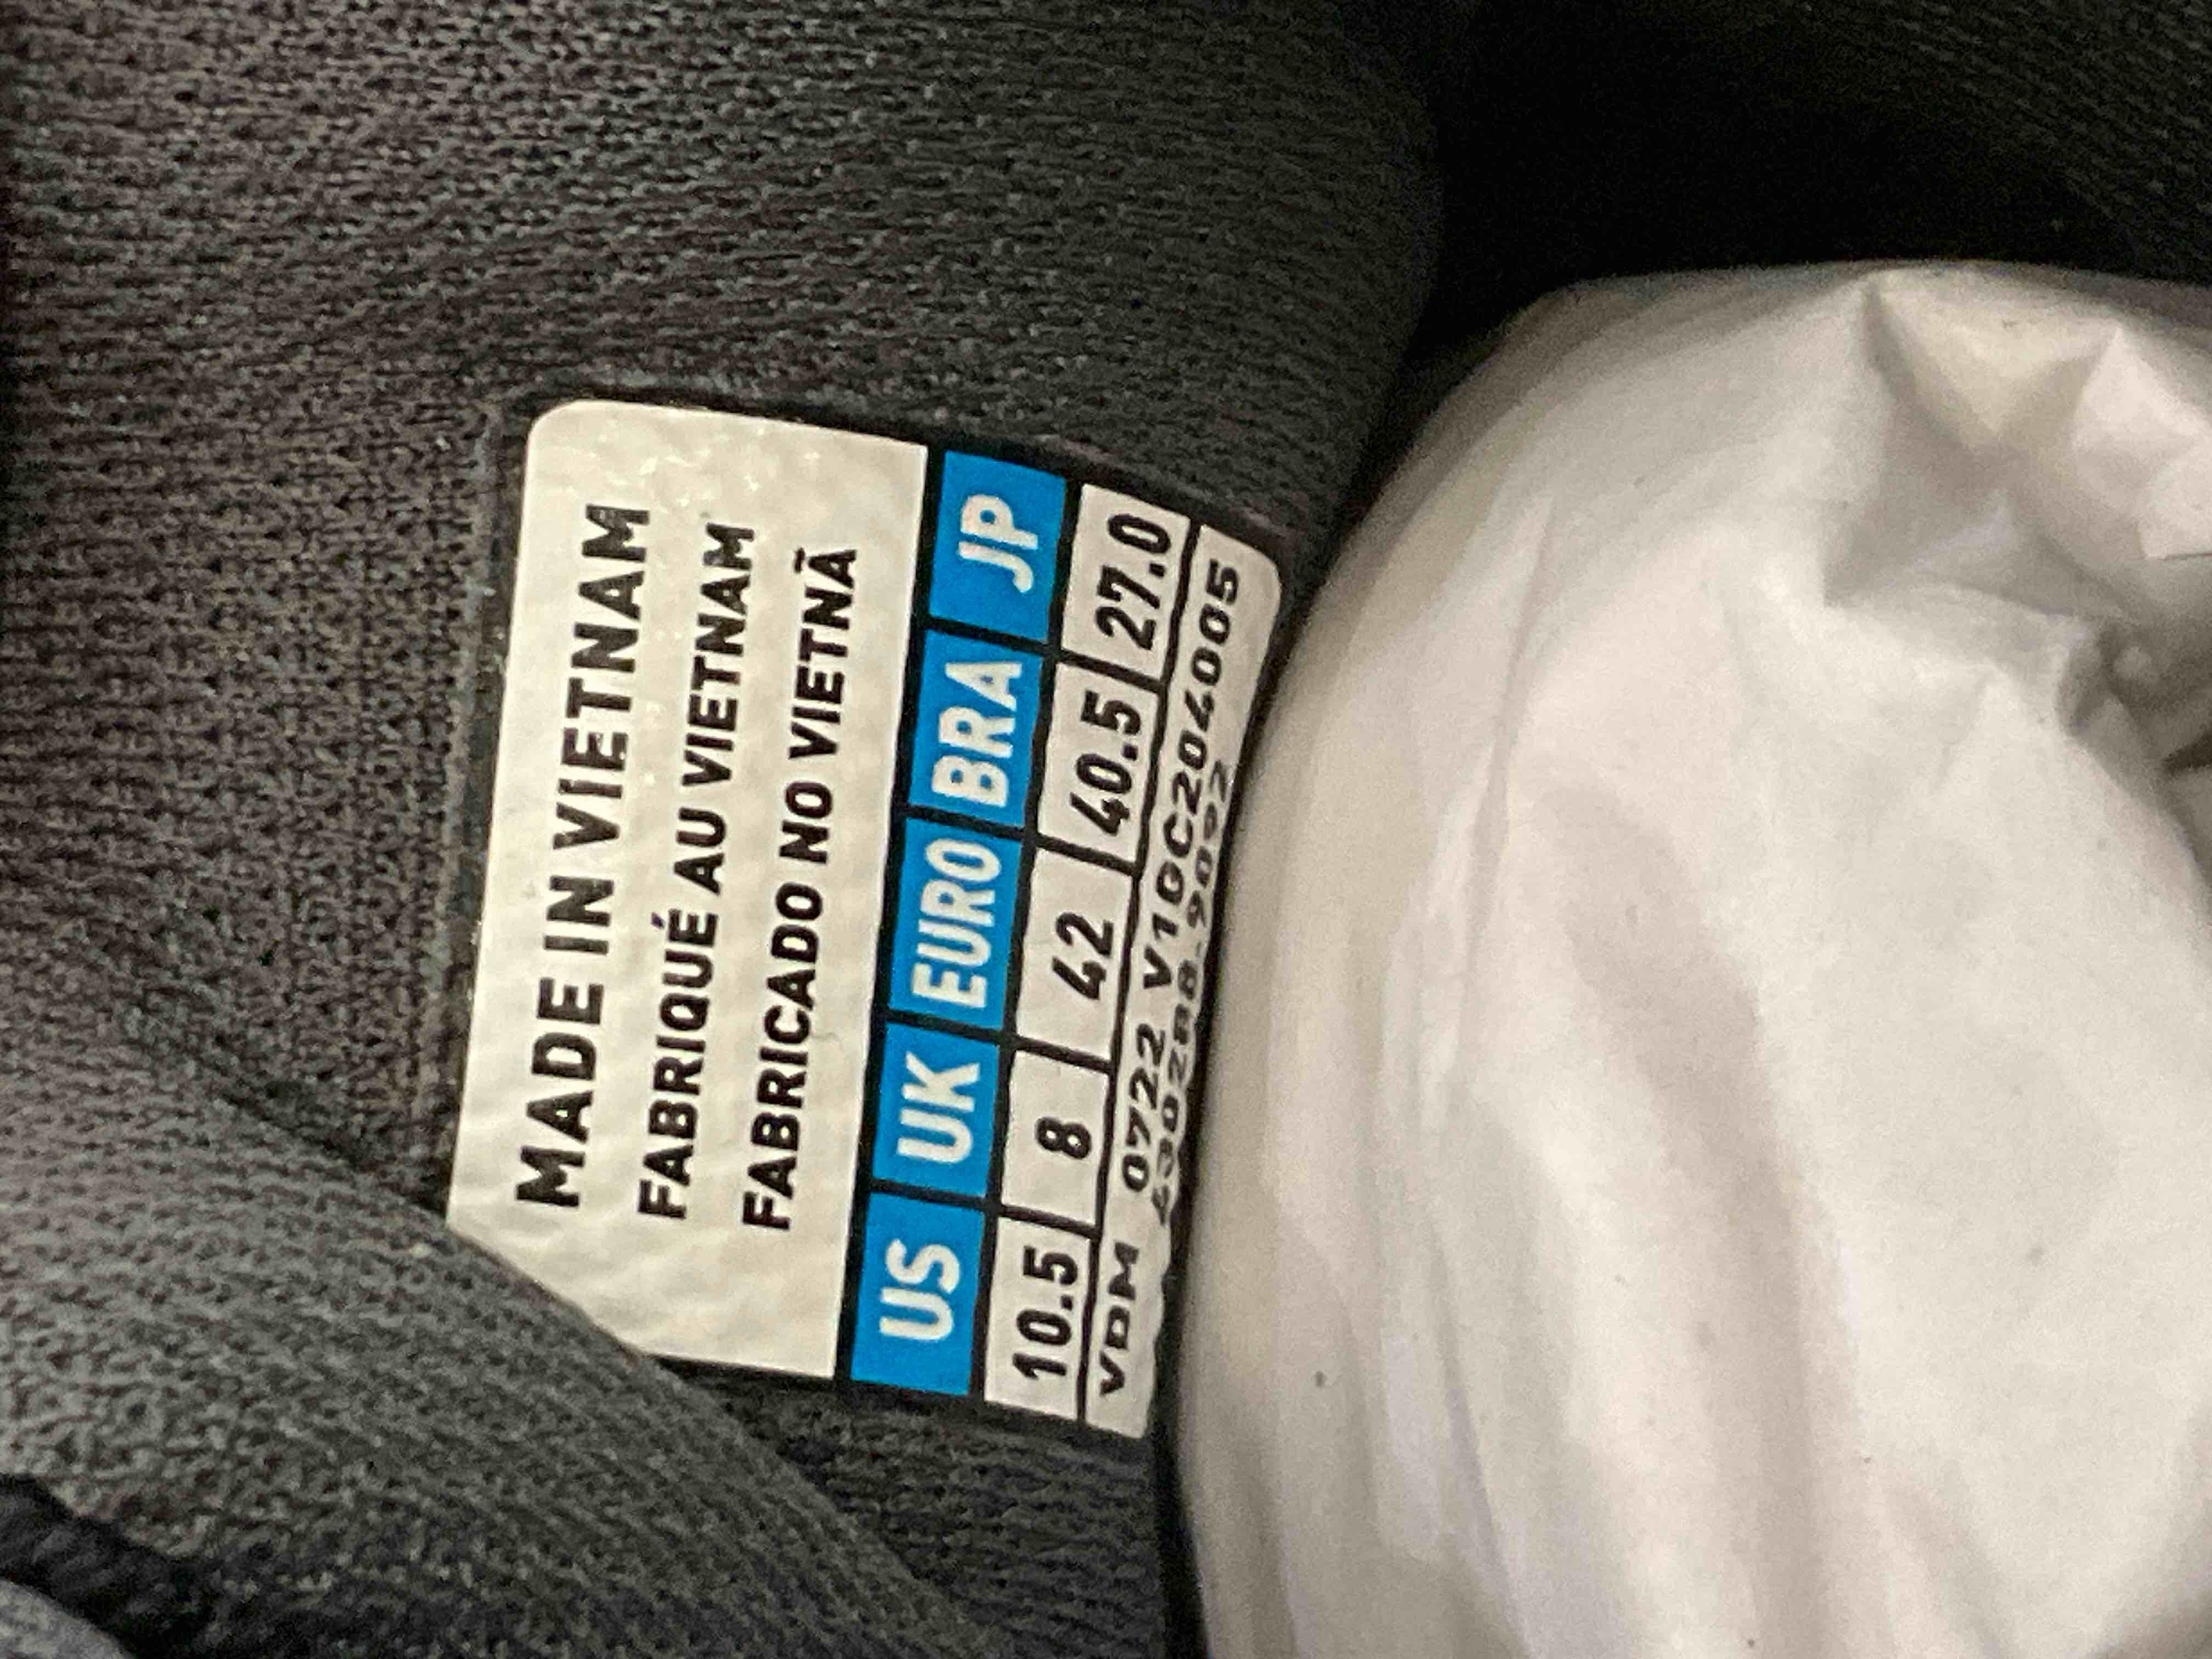 MADE IN VIETNAM
FABRIQUÉ AU VIETNAM
FABRICADO NO VIETNÃ
US UK EURO BRA JP
10.5 8 42 40.5 27.0
VDM 0722 V1GC204005